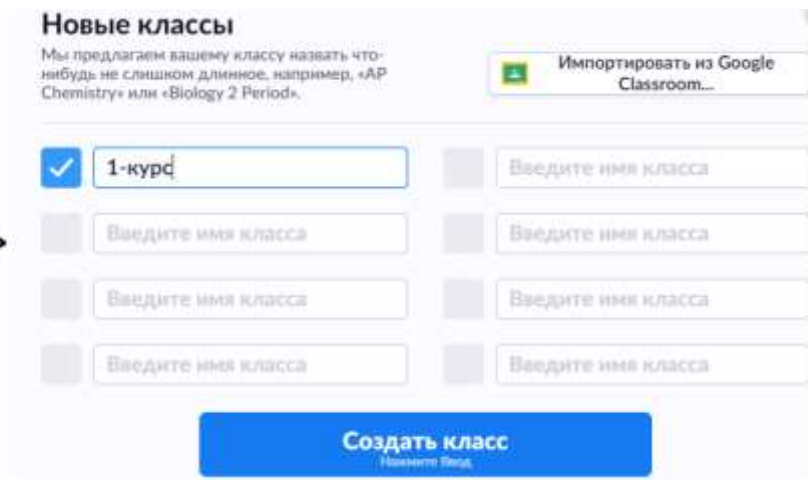 Новые классы
Мы предлагаем вашему классу назвать что-
нибудь не слишком длинное, например, «AP
Chemistry» или «Biology 2 Period».
Импортировать из Google
Classroom...
1-курс
Введите имя класса
Введите имя класса
Введите имя класса
Введите имя класса
Введите имя класса
Введите имя класса
Введите имя класса
Создать класс
Нажмите Ввод